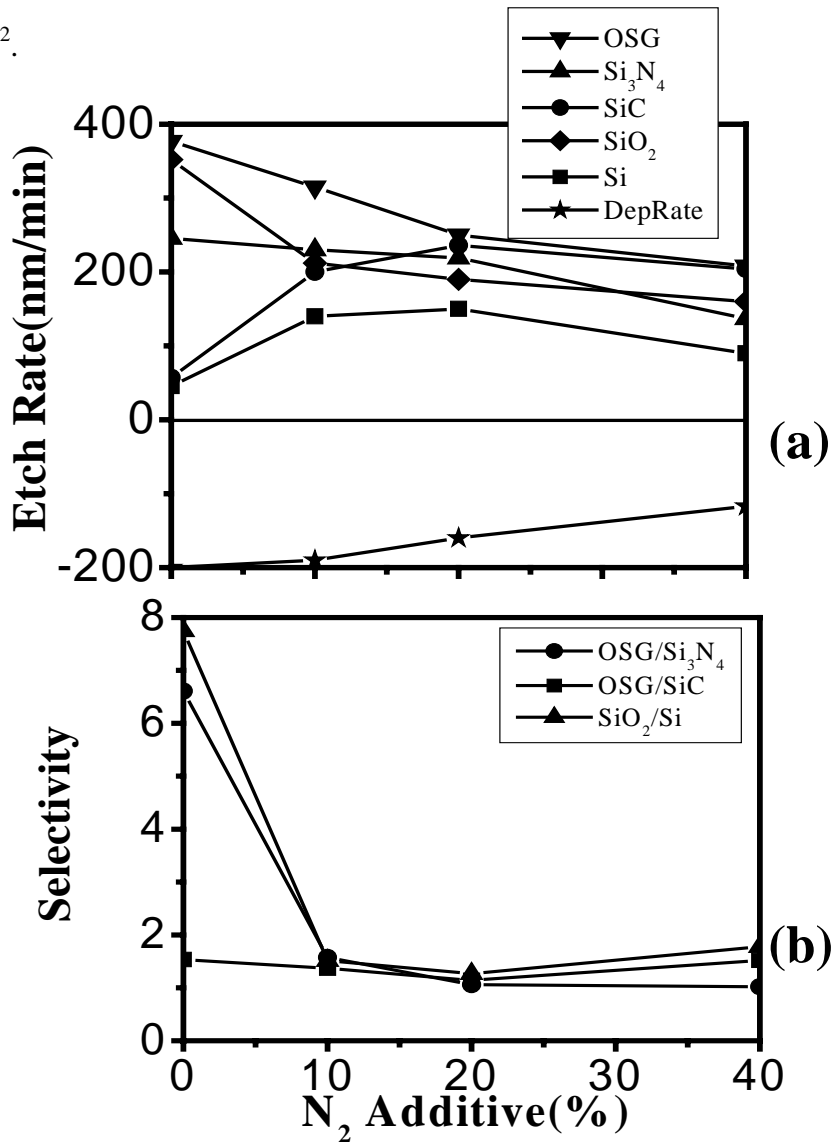 2.
OSG
Si₃N₄
SiC
SiO₂
Si
DepRate
400
200
0
-200
Etch Rate(nm/min)
(a)
8
6
4
2
0
Selectivity
OSG/Si₃N₄
OSG/SiC
SiO₂/Si
(b)
0 10 20 30 40
N₂ Additive(%)